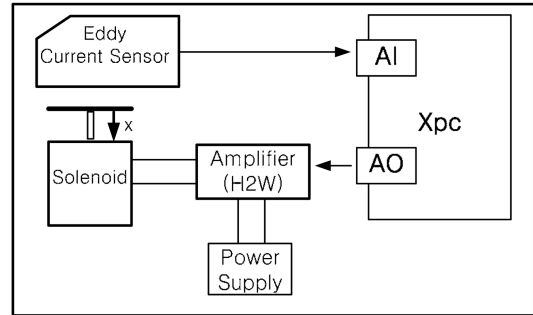 Eddy
Current Sensor
AI
Xpc
x
Solenoid
Amplifier
(H2W)
AO
Power
Supply